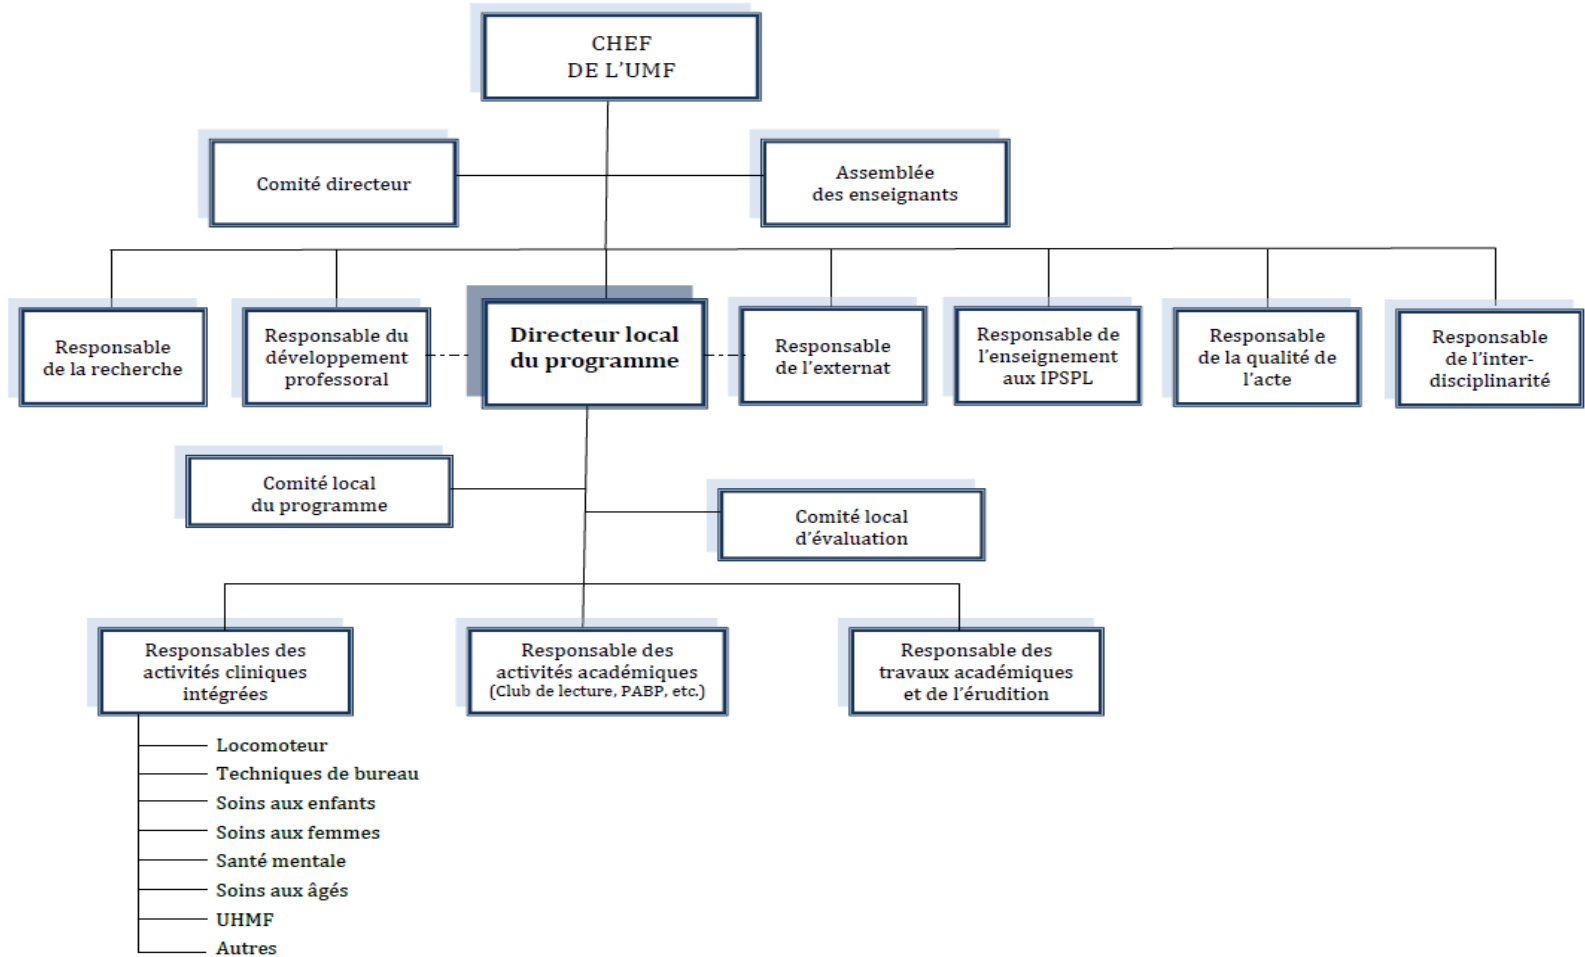 CHEF
DE L'UMF
Comité directeur
Assemblée
des enseignants
Responsable
de la recherche
Responsable du
développement
professoral
Directeur local
du programme
Responsable
de l'externat
Responsable de
l'enseignement
aux IPSPL
Responsable
de la qualité de
l'acte
Responsable
de l'inter-
disciplinarité
Comité local
du programme
Comité local
d'évaluation
Responsables des
activités cliniques
intégrées
Responsable des
activités académiques
(Club de lecture, PABP, etc.)
Responsable des
travaux académiques
et de l'érudition
Locomoteur
Techniques de bureau
Soins aux enfants
Soins aux femmes
Santé mentale
Soins aux âgés
UHMF
Autres